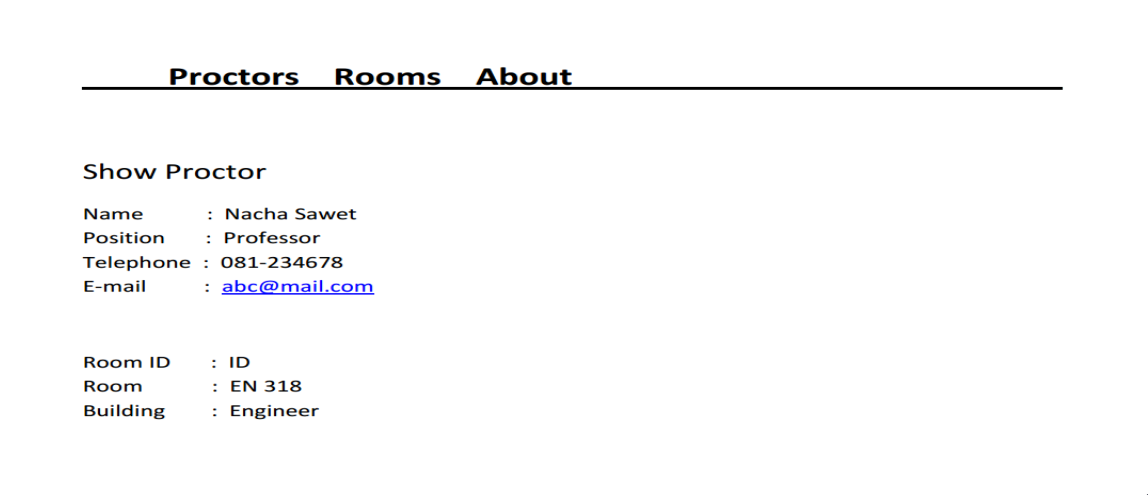 Proctors Rooms About
Show Proctor
Name : Nacha Sawet
Position : Professor
Telephone : 081-234678
E-mail : abc@mail.com
Room ID : ID
Room : EN 318
Building : Engineer